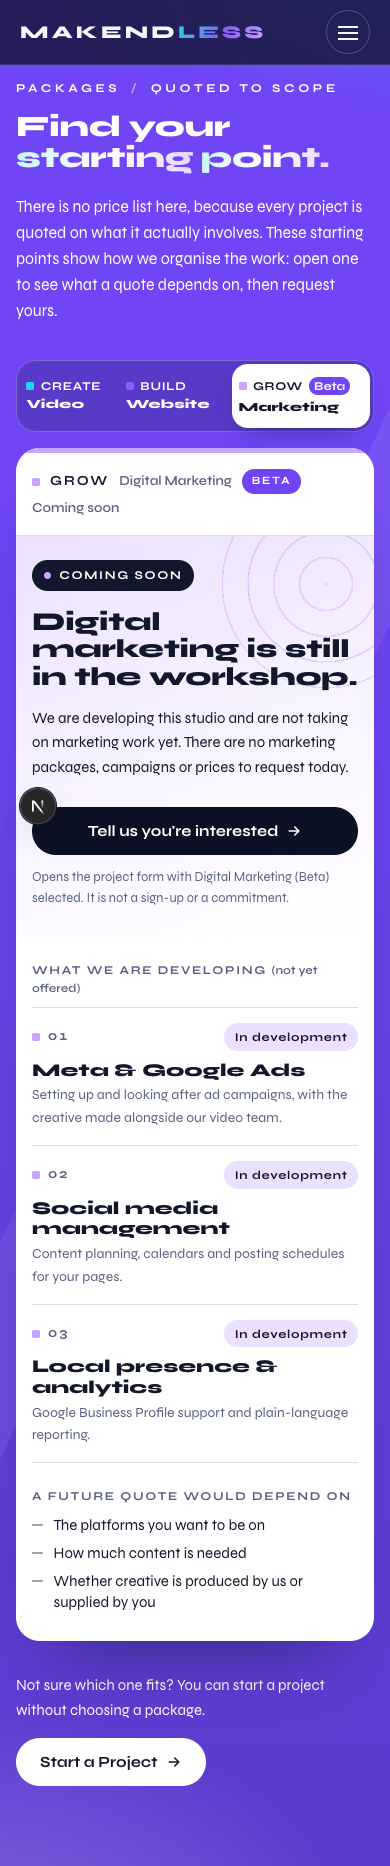 MAKENDLESS
PACKAGES / QUOTED TO SCOPE
Find your
starting point.
There is no price list here, because every project is
quoted on what it actually involves. These starting
points show how we organise the work: open one
to see what a quote depends on, then request
yours.
CREATE
Video
BUILD
Website
GROW Beta
Marketing
GROW Digital Marketing BETA
Coming soon
COMING SOON
Digital
marketing is still
in the workshop.
We are developing this studio and are not taking
on marketing work yet. There are no marketing
packages, campaigns or prices to request today.
N
Tell us you're interested →
Opens the project form with Digital Marketing (Beta)
selected. It is not a sign-up or a commitment.
WHAT WE ARE DEVELOPING (not yet
offered)
01 In development
Meta & Google Ads
Setting up and looking after ad campaigns, with the
creative made alongside our video team.
02 In development
Social media
management
Content planning, calendars and posting schedules
for your pages.
03 In development
Local presence &
analytics
Google Business Profile support and plain-language
reporting.
A FUTURE QUOTE WOULD DEPEND ON
— The platforms you want to be on
— How much content is needed
— Whether creative is produced by us or
supplied by you
Not sure which one fits? You can start a project
without choosing a package.
Start a Project →